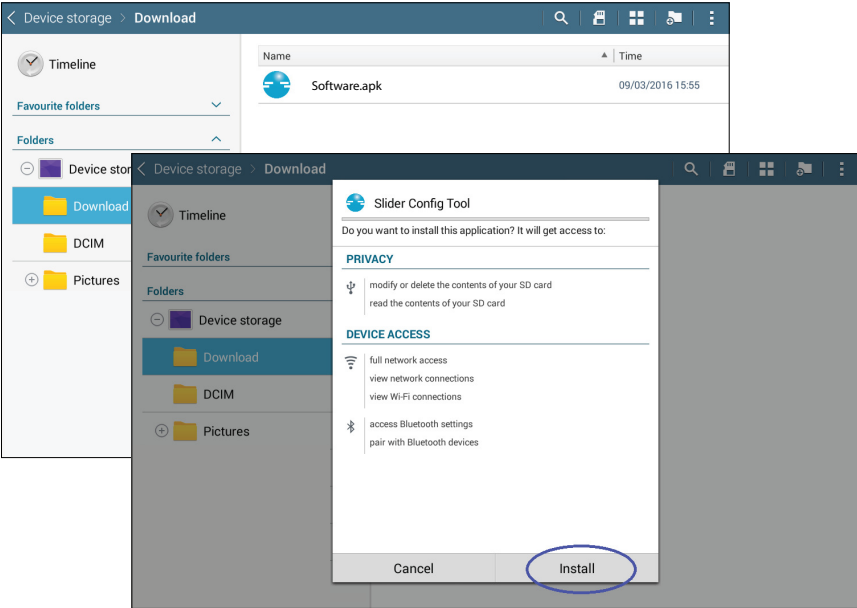 Device storage > Download
Timeline
Favourite folders
Folders
Device stor
Download
DCIM
Pictures
Name
Time
Software.apk
09/03/2016 15:55
Device storage > Download
Timeline
Favourite folders
Folders
Device storage
Download
DCIM
Pictures
Slider Config Tool
Do you want to install this application? It will get access to:
PRIVACY
modify or delete the contents of your SD card
read the contents of your SD card
DEVICE ACCESS
full network access
view network connections
view Wi-Fi connections
access Bluetooth settings
pair with Bluetooth devices
Cancel
Install